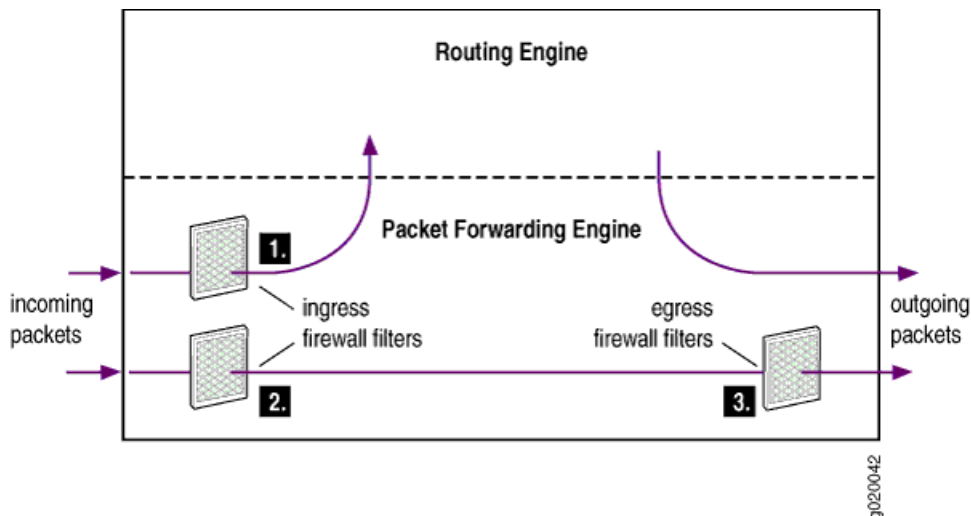 Routing Engine
Packet Forwarding Engine
1.
incoming
packets
ingress
firewall filters
egress
firewall filters
outgoing
packets
2.
3.
g020042